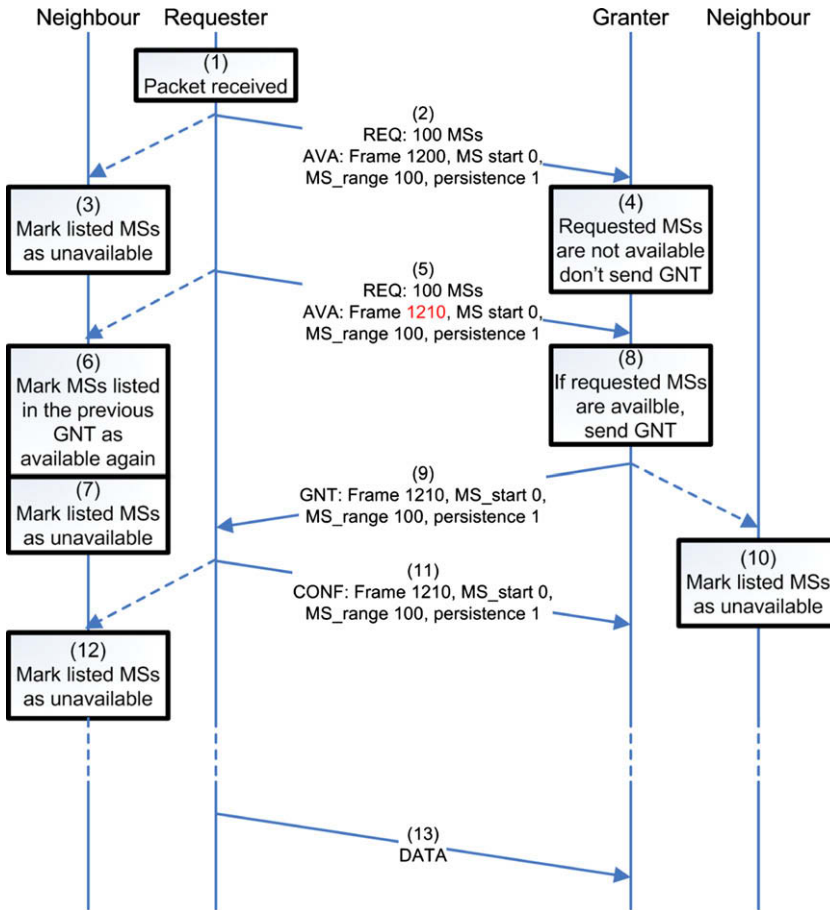 Neighbour Requester Granter Neighbour
(1)
Packet received
(2)
REQ: 100 MSs
AVA: Frame 1200, MS start 0,
MS_range 100, persistence 1
(3)
Mark listed MSs
as unavailable
(4)
Requested MSs
are not available
don't send GNT
(5)
REQ: 100 MSs
AVA: Frame 1210, MS start 0,
MS_range 100, persistence 1
(6)
Mark MSs listed
in the previous
GNT as
available again
(7)
Mark listed MSs
as unavailable
(8)
If requested MSs
are availble,
send GNT
(9)
GNT: Frame 1210, MS_start 0,
MS_range 100, persistence 1
(10)
Mark listed MSs
as unavailable
(11)
CONF: Frame 1210, MS_start 0,
MS_range 100, persistence 1
(12)
Mark listed MSs
as unavailable
(13)
DATA